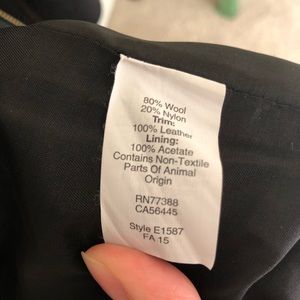 80% Wool
20% Nylon
Trim:
100% Leather
Lining:
100% Acetate
Contains Non-Textile
Parts Of Animal
Origin
RN77388
CA56445
Style E1587
FA 15